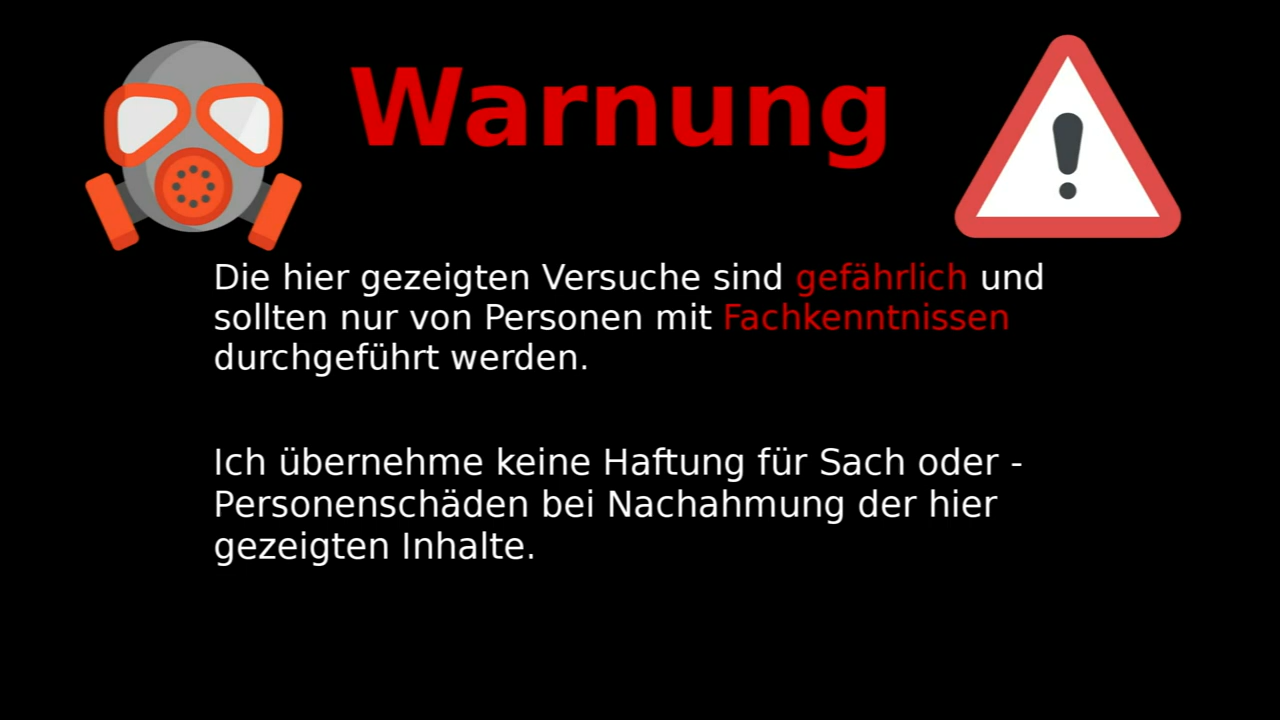 Warnung
Die hier gezeigten Versuche sind gefährlich und
sollten nur von Personen mit Fachkenntnissen
durchgeführt werden.
Ich übernehme keine Haftung für Sach oder -
Personenschäden bei Nachahmung der hier
gezeigten Inhalte.